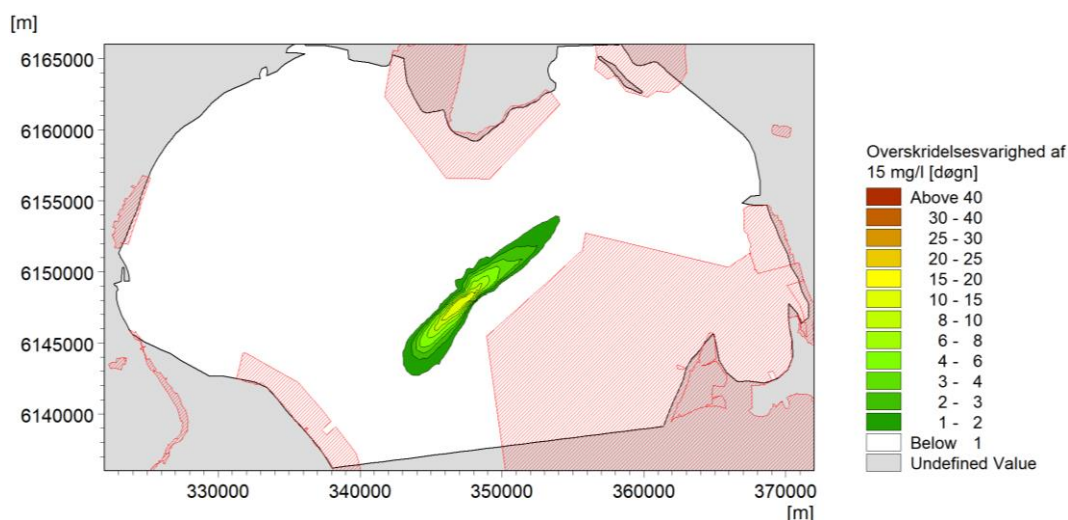 [m]
6165000
6160000
6155000
6150000
6145000
6140000
330000 340000 350000 360000 370000
[m]
Overskridelsesvarighed af
15 mg/l [døgn]
Above 40
30 - 40
25 - 30
20 - 25
15 - 20
10 - 15
8 - 10
6 - 8
4 - 6
3 - 4
2 - 3
1 - 2
Below 1
Undefined Value